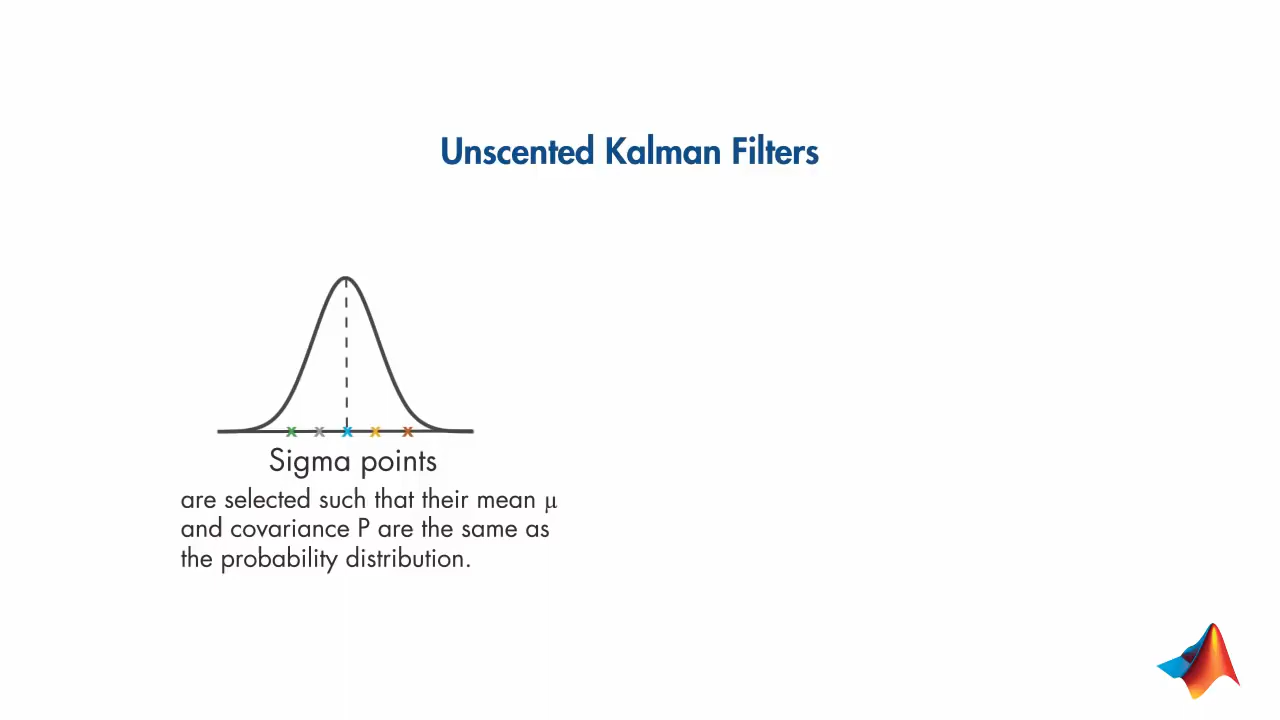 Unscented Kalman Filters
Sigma points
are selected such that their mean μ
and covariance P are the same as
the probability distribution.